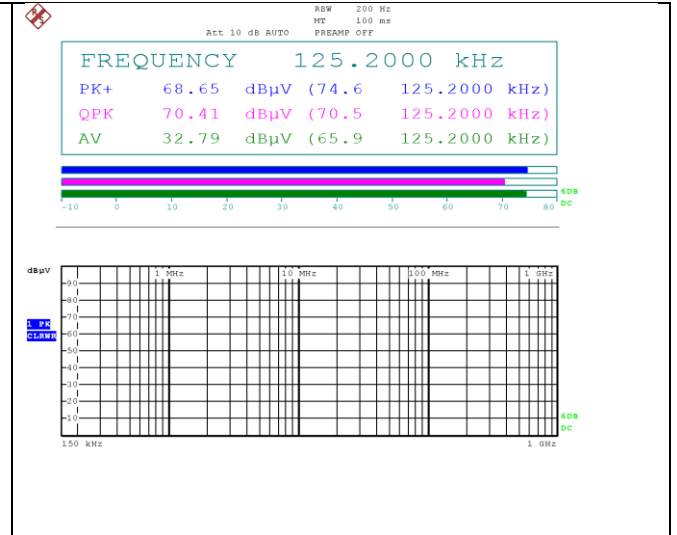 RBW 200 Hz
MT 100 ms
Att 10 dB AUTO PREAMP OFF
FREQUENCY 125.2000 kHz
PK+ 68.65 dBµV (74.6 125.2000 kHz)
QPK 70.41 dBµV (70.5 125.2000 kHz)
AV 32.79 dBµV (65.9 125.2000 kHz)
6DB
-10 0 10 20 30 40 50 60 70 80 DC
dBµV 1 MHz 10 MHz 100 MHz 1 GHz
90
80
70
1 PK
CLRWR 60
50
40
30
20
10 6DB
DC
150 kHz 1 GHz